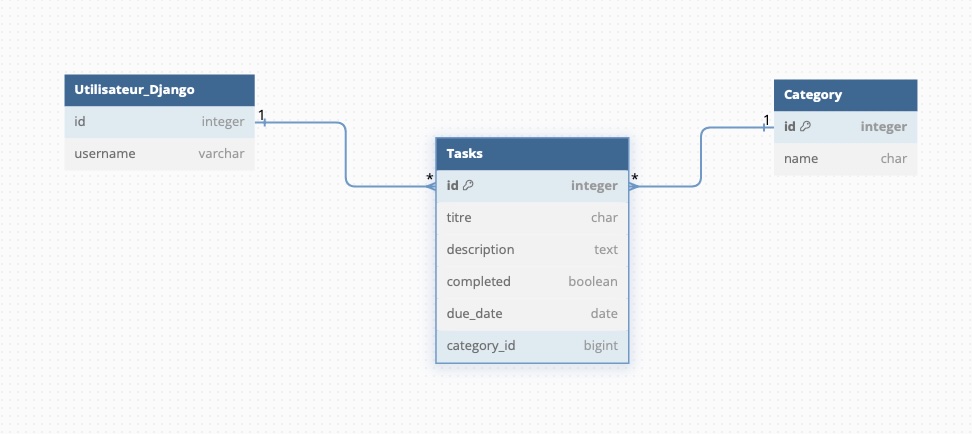 Utilisateur_Django
id integer
username varchar
1
Tasks
* id integer *
titre char
description text
completed boolean
due_date date
category_id bigint
Category
1 id integer
name char